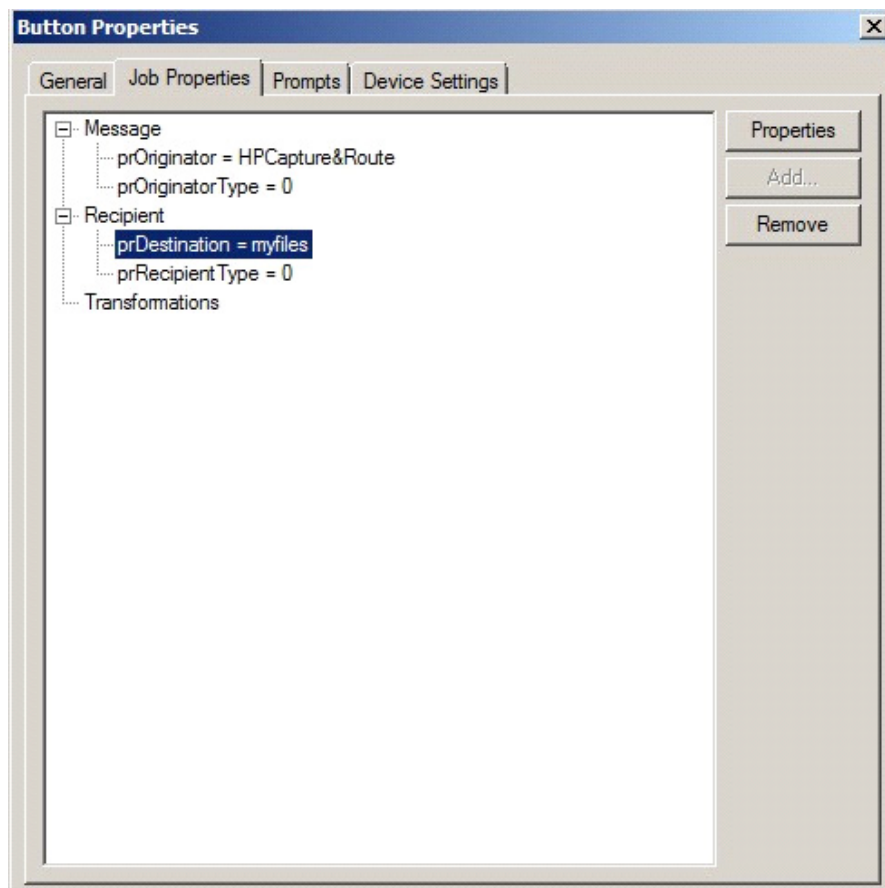 Button Properties
General Job Properties Prompts Device Settings
Message
prOriginator = HPCapture&Route
prOriginatorType = 0
Recipient
prDestination = myfiles
prRecipientType = 0
Transformations
Properties
Add...
Remove